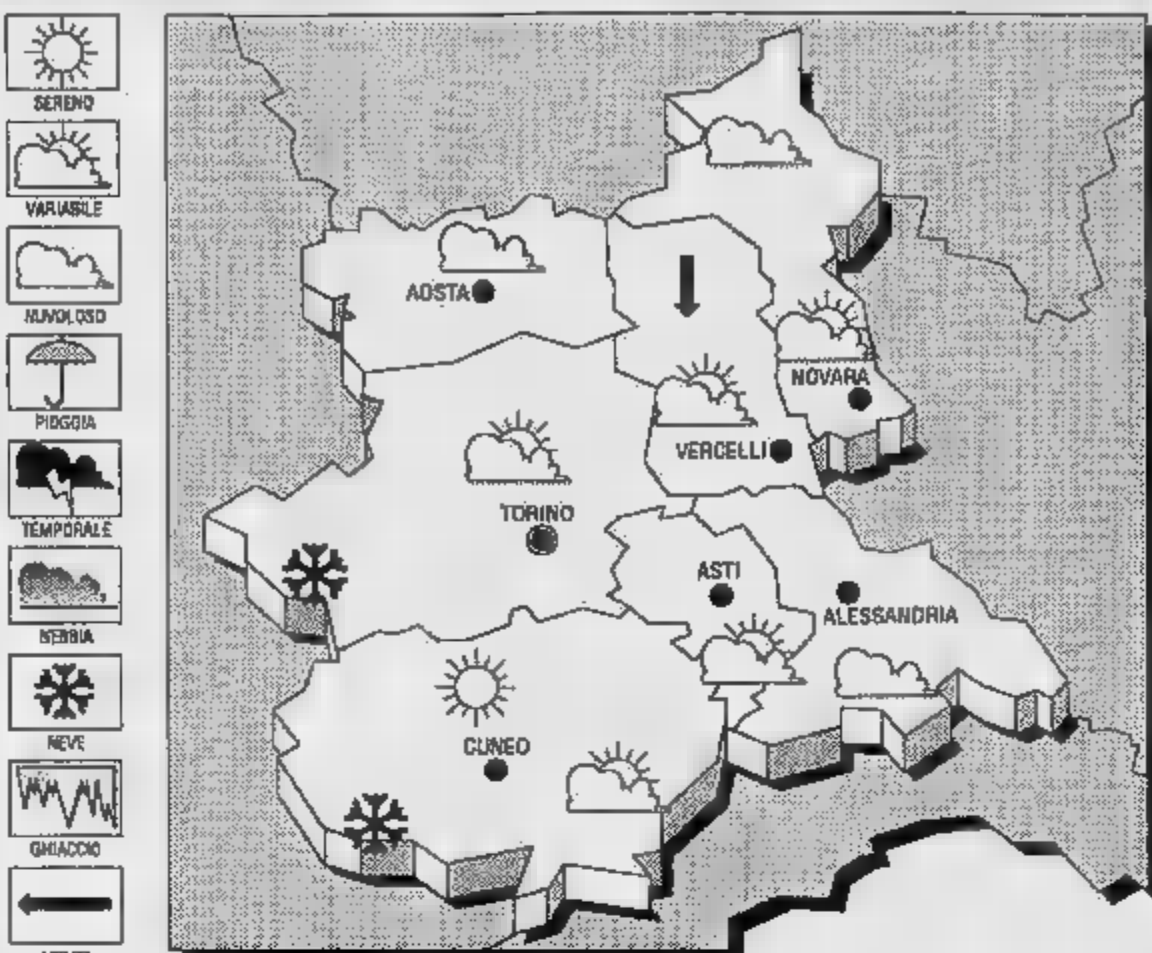 SERENO
VARIABILE
NUVOLOSO
PIOGGIA
TEMPORALE
NEBBIA
NEVE
GHIACCIO
AOSTA
NOVARA
VERCELLI
TORINO
ASTI
ALESSANDRIA
CUNEO